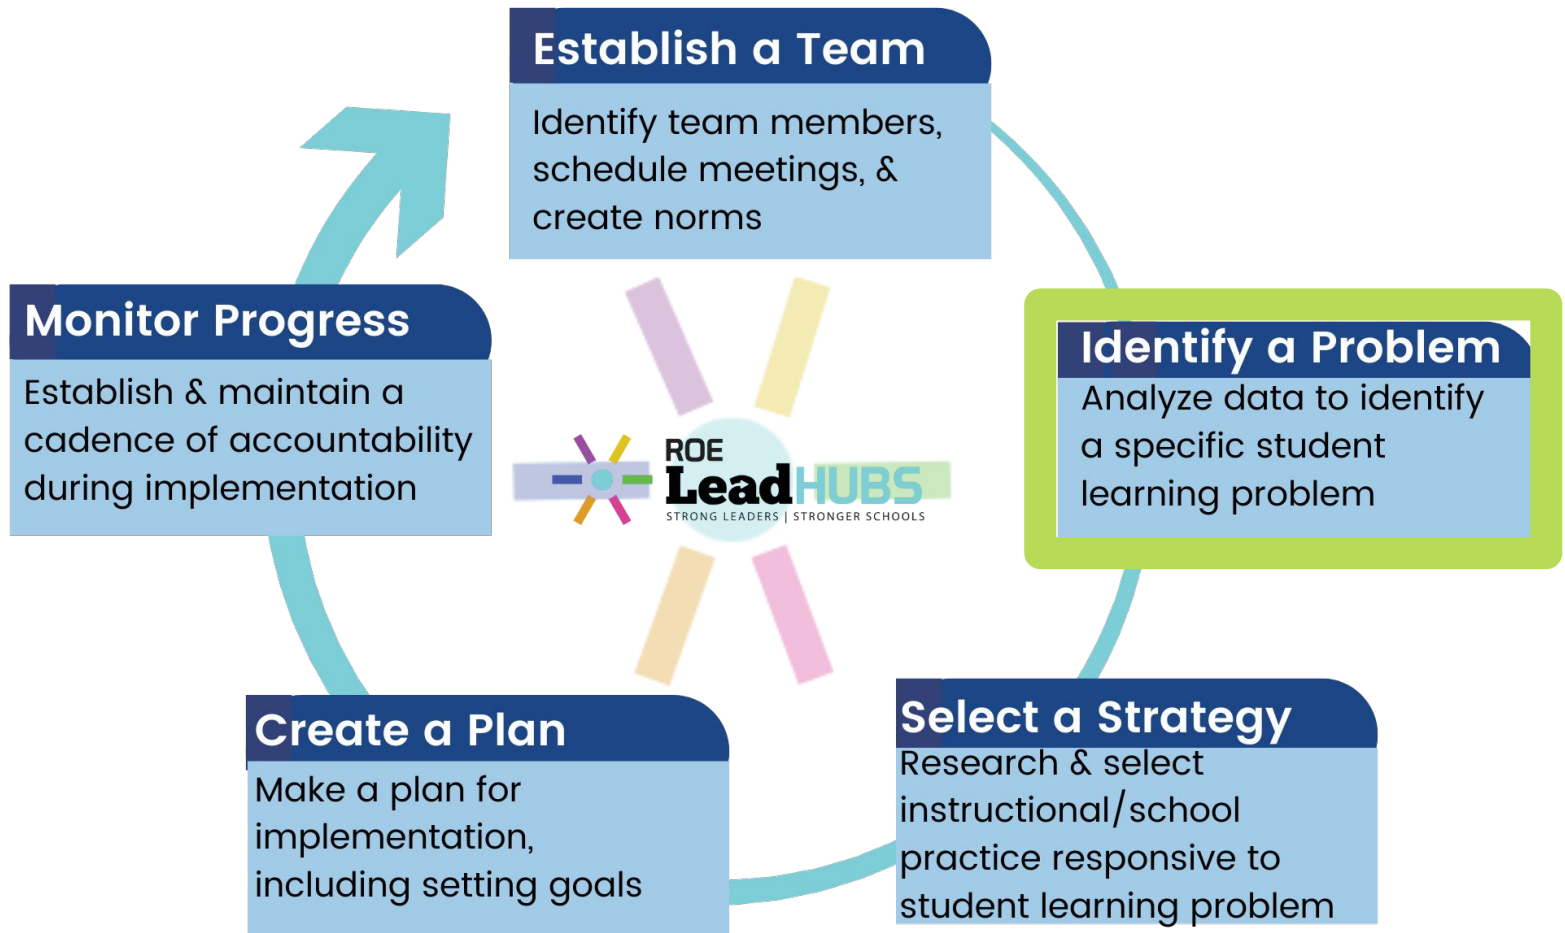 Establish a Team
Identify team members,
schedule meetings, &
create norms
Identify a Problem
Analyze data to identify
a specific student
learning problem
Select a Strategy
Research & select
instructional/school
practice responsive to
student learning problem
Create a Plan
Make a plan for
implementation,
including setting goals
Monitor Progress
Establish & maintain a
cadence of accountability
during implementation
ROE
LeadHUBS
STRONG LEADERS | STRONGER SCHOOLS